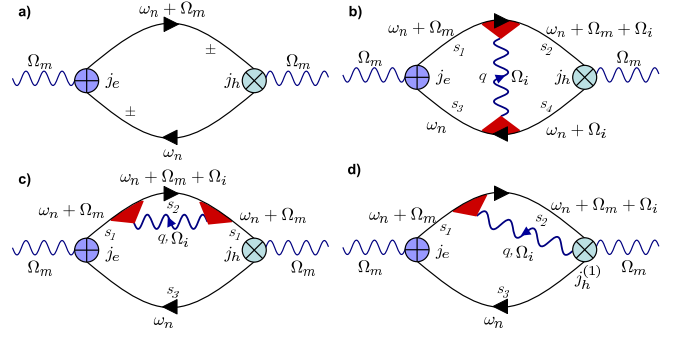 a)
ω_n + Ω_m
±
Ω_m
j_e
j_h
Ω_m
±
ω_n
b)
ω_n + Ω_m
ω_n + Ω_m + Ω_i
s_1
s_2
Ω_m
j_e
q
Ω_i
j_h
Ω_m
s_3
s_4
ω_n
ω_n + Ω_i
c)
ω_n + Ω_m + Ω_i
s_2
ω_n + Ω_m
ω_n + Ω_m
s_1
q, Ω_i
s_1
Ω_m
j_e
j_h
Ω_m
s_3
ω_n
d)
ω_n + Ω_m
ω_n + Ω_m + Ω_i
s_1
s_2
Ω_m
j_e
q, Ω_i
j_h^{(1)}
Ω_m
s_3
ω_n